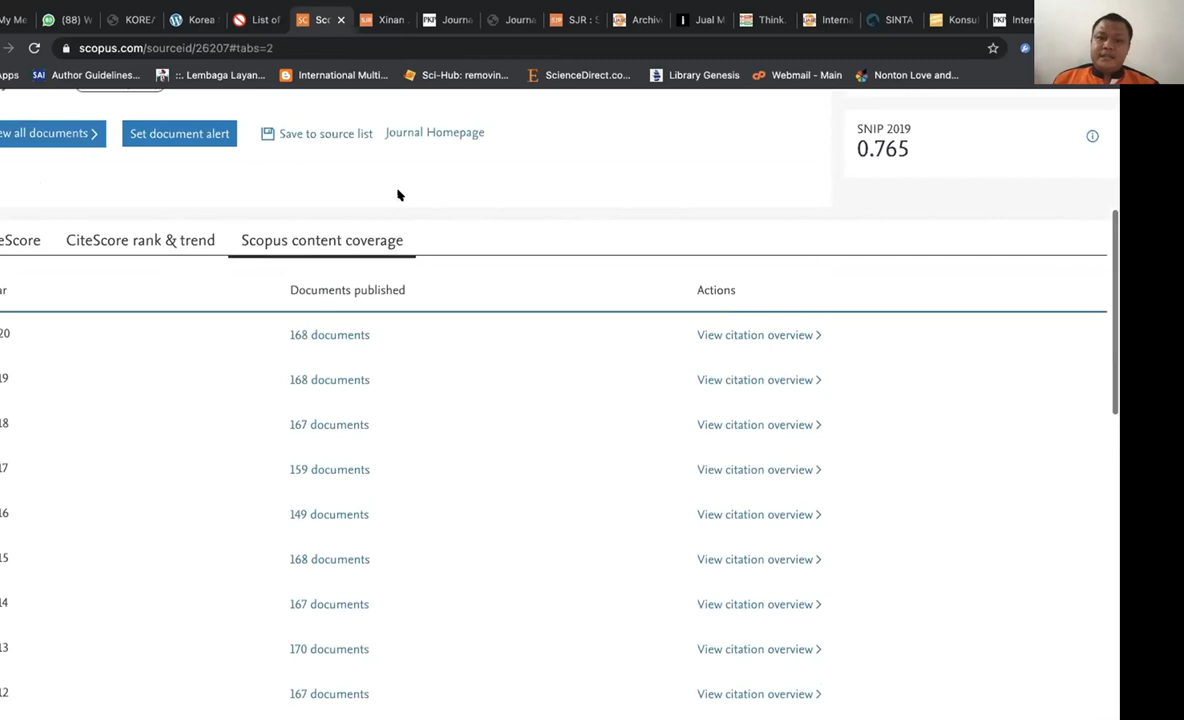 My Me
(88) W
KORE/
Korea
List of
Sco
Xinan
Journa
Journa
SJR : S
Archiv
Jual M
Think.
Interna
SINTA
Konsul
Inter
scopus.com/sourceid/26207#tabs=2
Apps
Author Guidelines...
::. Lembaga Layan...
International Multi...
Sci-Hub: removin...
ScienceDirect.co...
Library Genesis
Webmail - Main
Nonton Love and...
ew all documents
Set document alert
Save to source list
Journal Homepage
SNIP 2019
0.765
eScore
CiteScore rank & trend
Scopus content coverage
ar
Documents published
Actions
20
168 documents
View citation overview
19
168 documents
View citation overview
18
167 documents
View citation overview
17
159 documents
View citation overview
16
149 documents
View citation overview
15
168 documents
View citation overview
14
167 documents
View citation overview
13
170 documents
View citation overview
12
167 documents
View citation overview